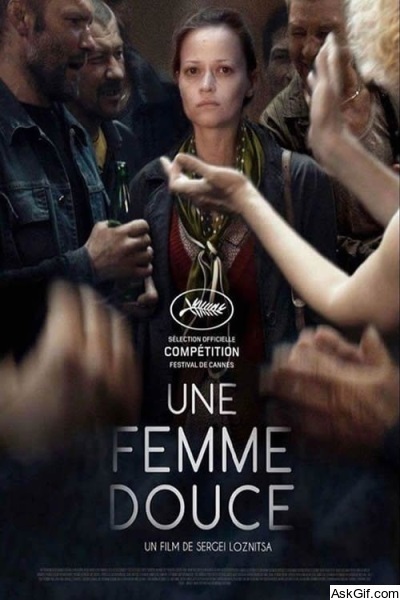 SÉLECTION OFFICIELLE
COMPÉTITION
FESTIVAL DE CANNES
UNE
FEMME
DOUCE
UN FILM DE SERGEI LOZNITSA
AskGif.com